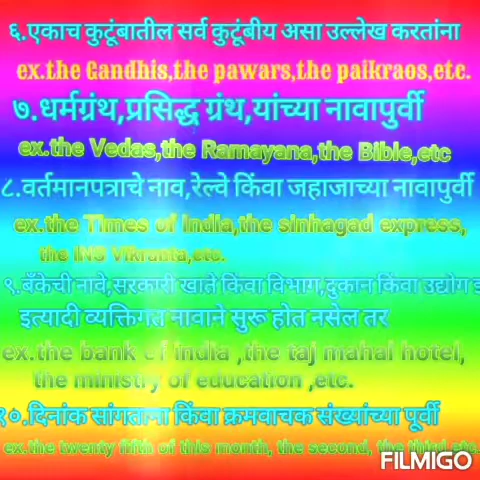 ६.एकाच कुटूंबातील सर्व कुटूंबीय असा उल्लेख करतांना
ex.the Gandhis,the pawars,the paikraos,etc.
७.धर्मग्रंथ,प्रसिद्ध ग्रंथ,यांच्या नावापुर्वी
ex.the Vedas,the Ramayana,the Bible,etc
८.वर्तमानपत्राचे नाव,रेल्वे किंवा जहाजाच्या नावापुर्वी
ex.the Times of India,the sinhagad express,
the INS Vikranta,etc.
९.बँकेची नावे,सरकारी खाते किंवा विभाग,दुकान किंवा उद्योग
इत्यादी व्यक्तिगत नावाने सुरू होत नसेल तर
ex.the bank of india ,the taj mahal hotel,
the ministry of education ,etc.
१०.दिनांक सांगताना किंवा क्रमवाचक संख्यांच्या पूर्वी
ex.the twenty fifth of this month, the second, the third etc.
FILMIGO